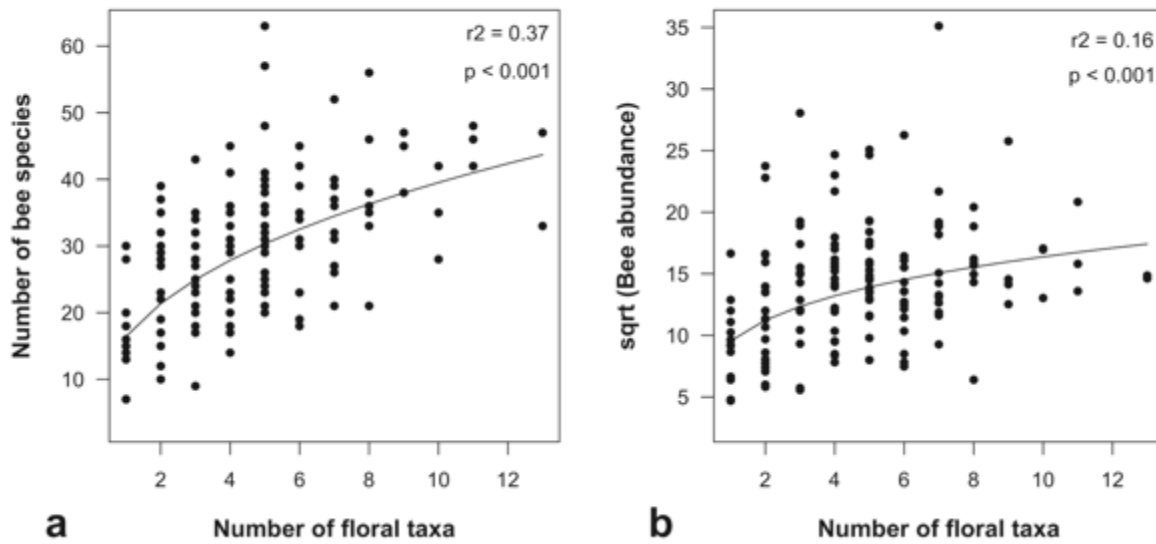 r2 = 0.37
p < 0.001
Number of bee species
60
50
40
30
20
10
2 4 6 8 10 12
a
Number of floral taxa
r2 = 0.16
p < 0.001
sqrt (Bee abundance)
35
30
25
20
15
10
5
2 4 6 8 10 12
b
Number of floral taxa